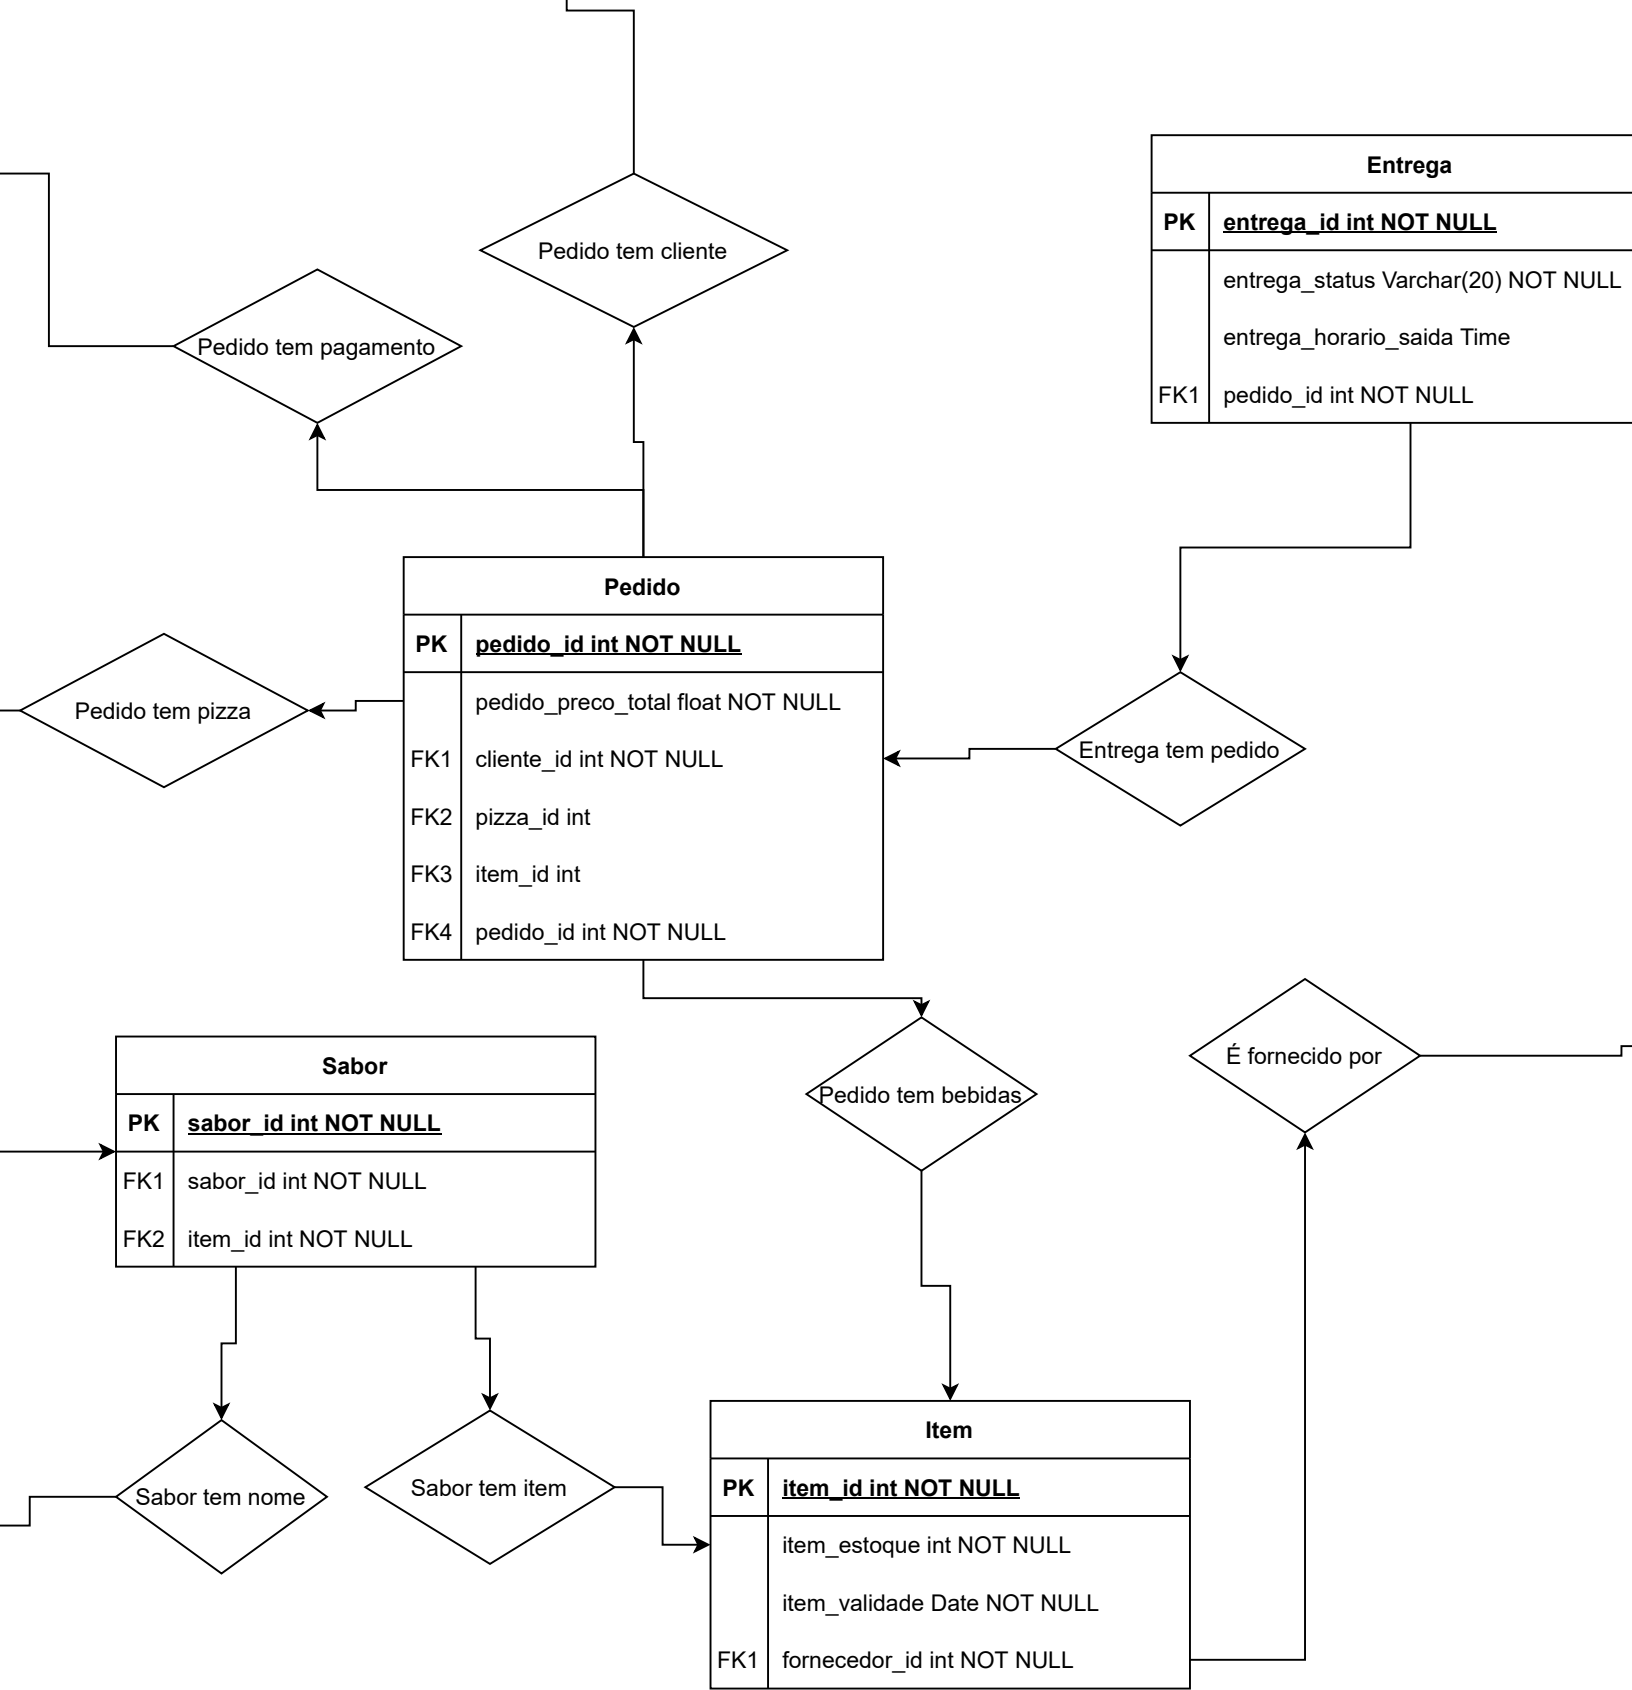 Pedido tem cliente
Pedido tem pagamento
Entrega
PK entrega_id int NOT NULL
entrega_status Varchar(20) NOT NULL
entrega_horario_saida Time
FK1 pedido_id int NOT NULL
Pedido
PK pedido_id int NOT NULL
pedido_preco_total float NOT NULL
FK1 cliente_id int NOT NULL
FK2 pizza_id int
FK3 item_id int
FK4 pedido_id int NOT NULL
Pedido tem pizza
Entrega tem pedido
Sabor
PK sabor_id int NOT NULL
FK1 sabor_id int NOT NULL
FK2 item_id int NOT NULL
Pedido tem bebidas
É fornecido por
Sabor tem nome
Sabor tem item
Item
PK item_id int NOT NULL
item_estoque int NOT NULL
item_validade Date NOT NULL
FK1 fornecedor_id int NOT NULL